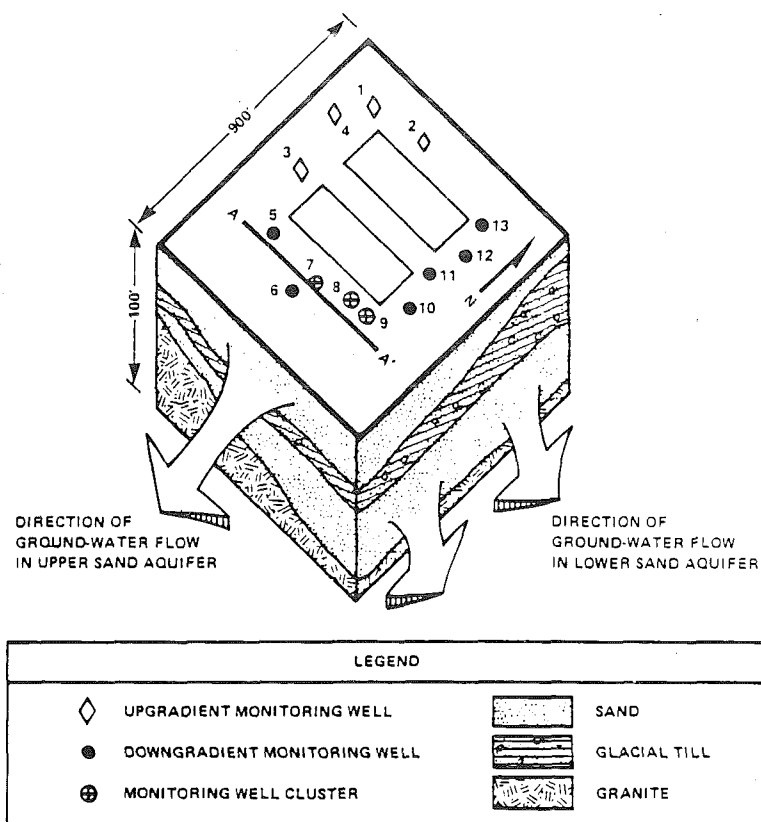 900'
100'
1
2
4
3
A
5
13
12
7
11
8
6
N
10
9
A'
DIRECTION OF
GROUND-WATER FLOW
IN UPPER SAND AQUIFER
DIRECTION OF
GROUND-WATER FLOW
IN LOWER SAND AQUIFER
LEGEND
UPGRADIENT MONITORING WELL
SAND
DOWNGRADIENT MONITORING WELL
GLACIAL TILL
MONITORING WELL CLUSTER
GRANITE